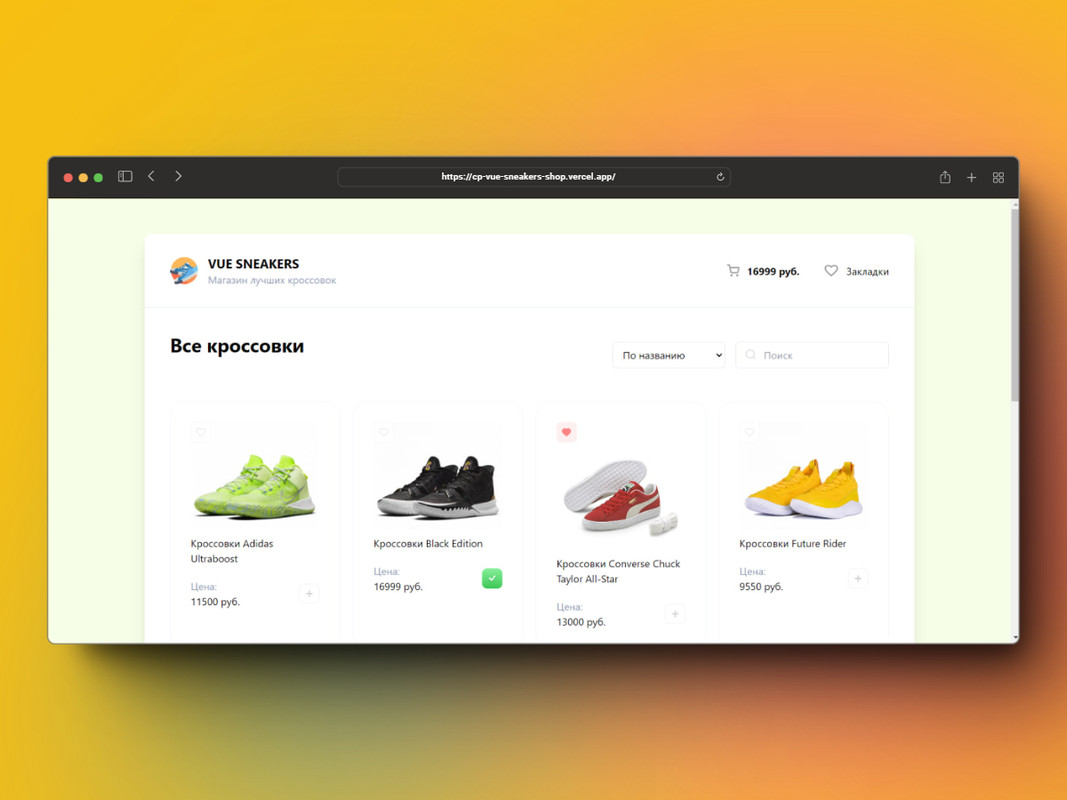 https://cp-vue-sneakers-shop.vercel.app/
VUE SNEAKERS
Магазин лучших кроссовок
16999 руб.
Закладки
Все кроссовки
По названию
Поиск
Кроссовки Adidas
Ultraboost
Цена:
11500 руб.
Кроссовки Black Edition
Цена:
16999 руб.
Кроссовки Converse Chuck
Taylor All-Star
Цена:
13000 руб.
Кроссовки Future Rider
Цена:
9550 руб.